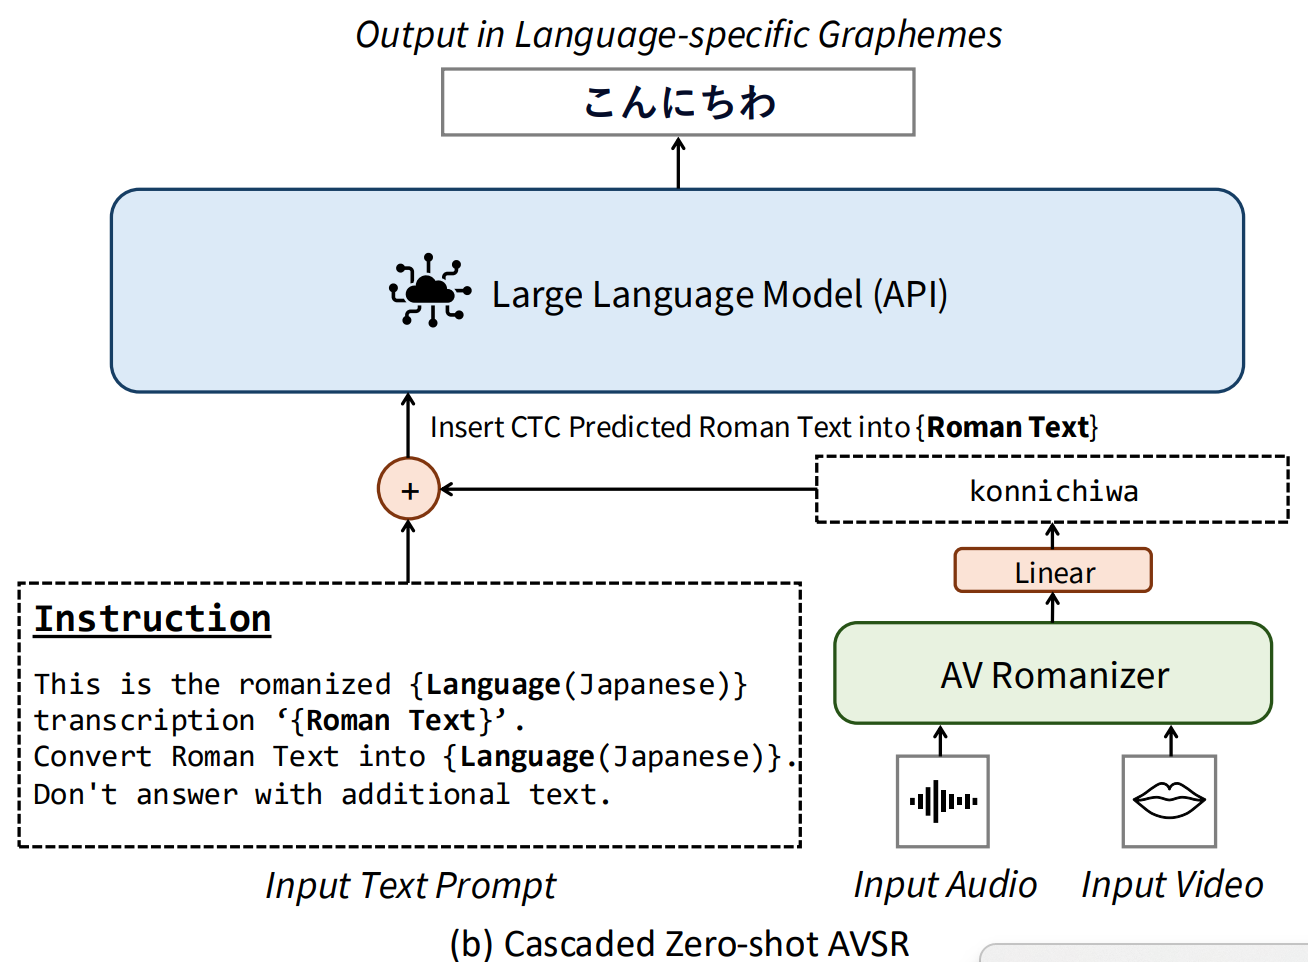 Output in Language-specific Graphemes
こんにちわ
Large Language Model (API)
Insert CTC Predicted Roman Text into {Roman Text}
+
konnichiwa
Linear
AV Romanizer
Instruction
This is the romanized {Language(Japanese)}
transcription ‘{Roman Text}’.
Convert Roman Text into {Language(Japanese)}.
Don't answer with additional text.
Input Text Prompt
Input Audio
Input Video
(b) Cascaded Zero-shot AVSR